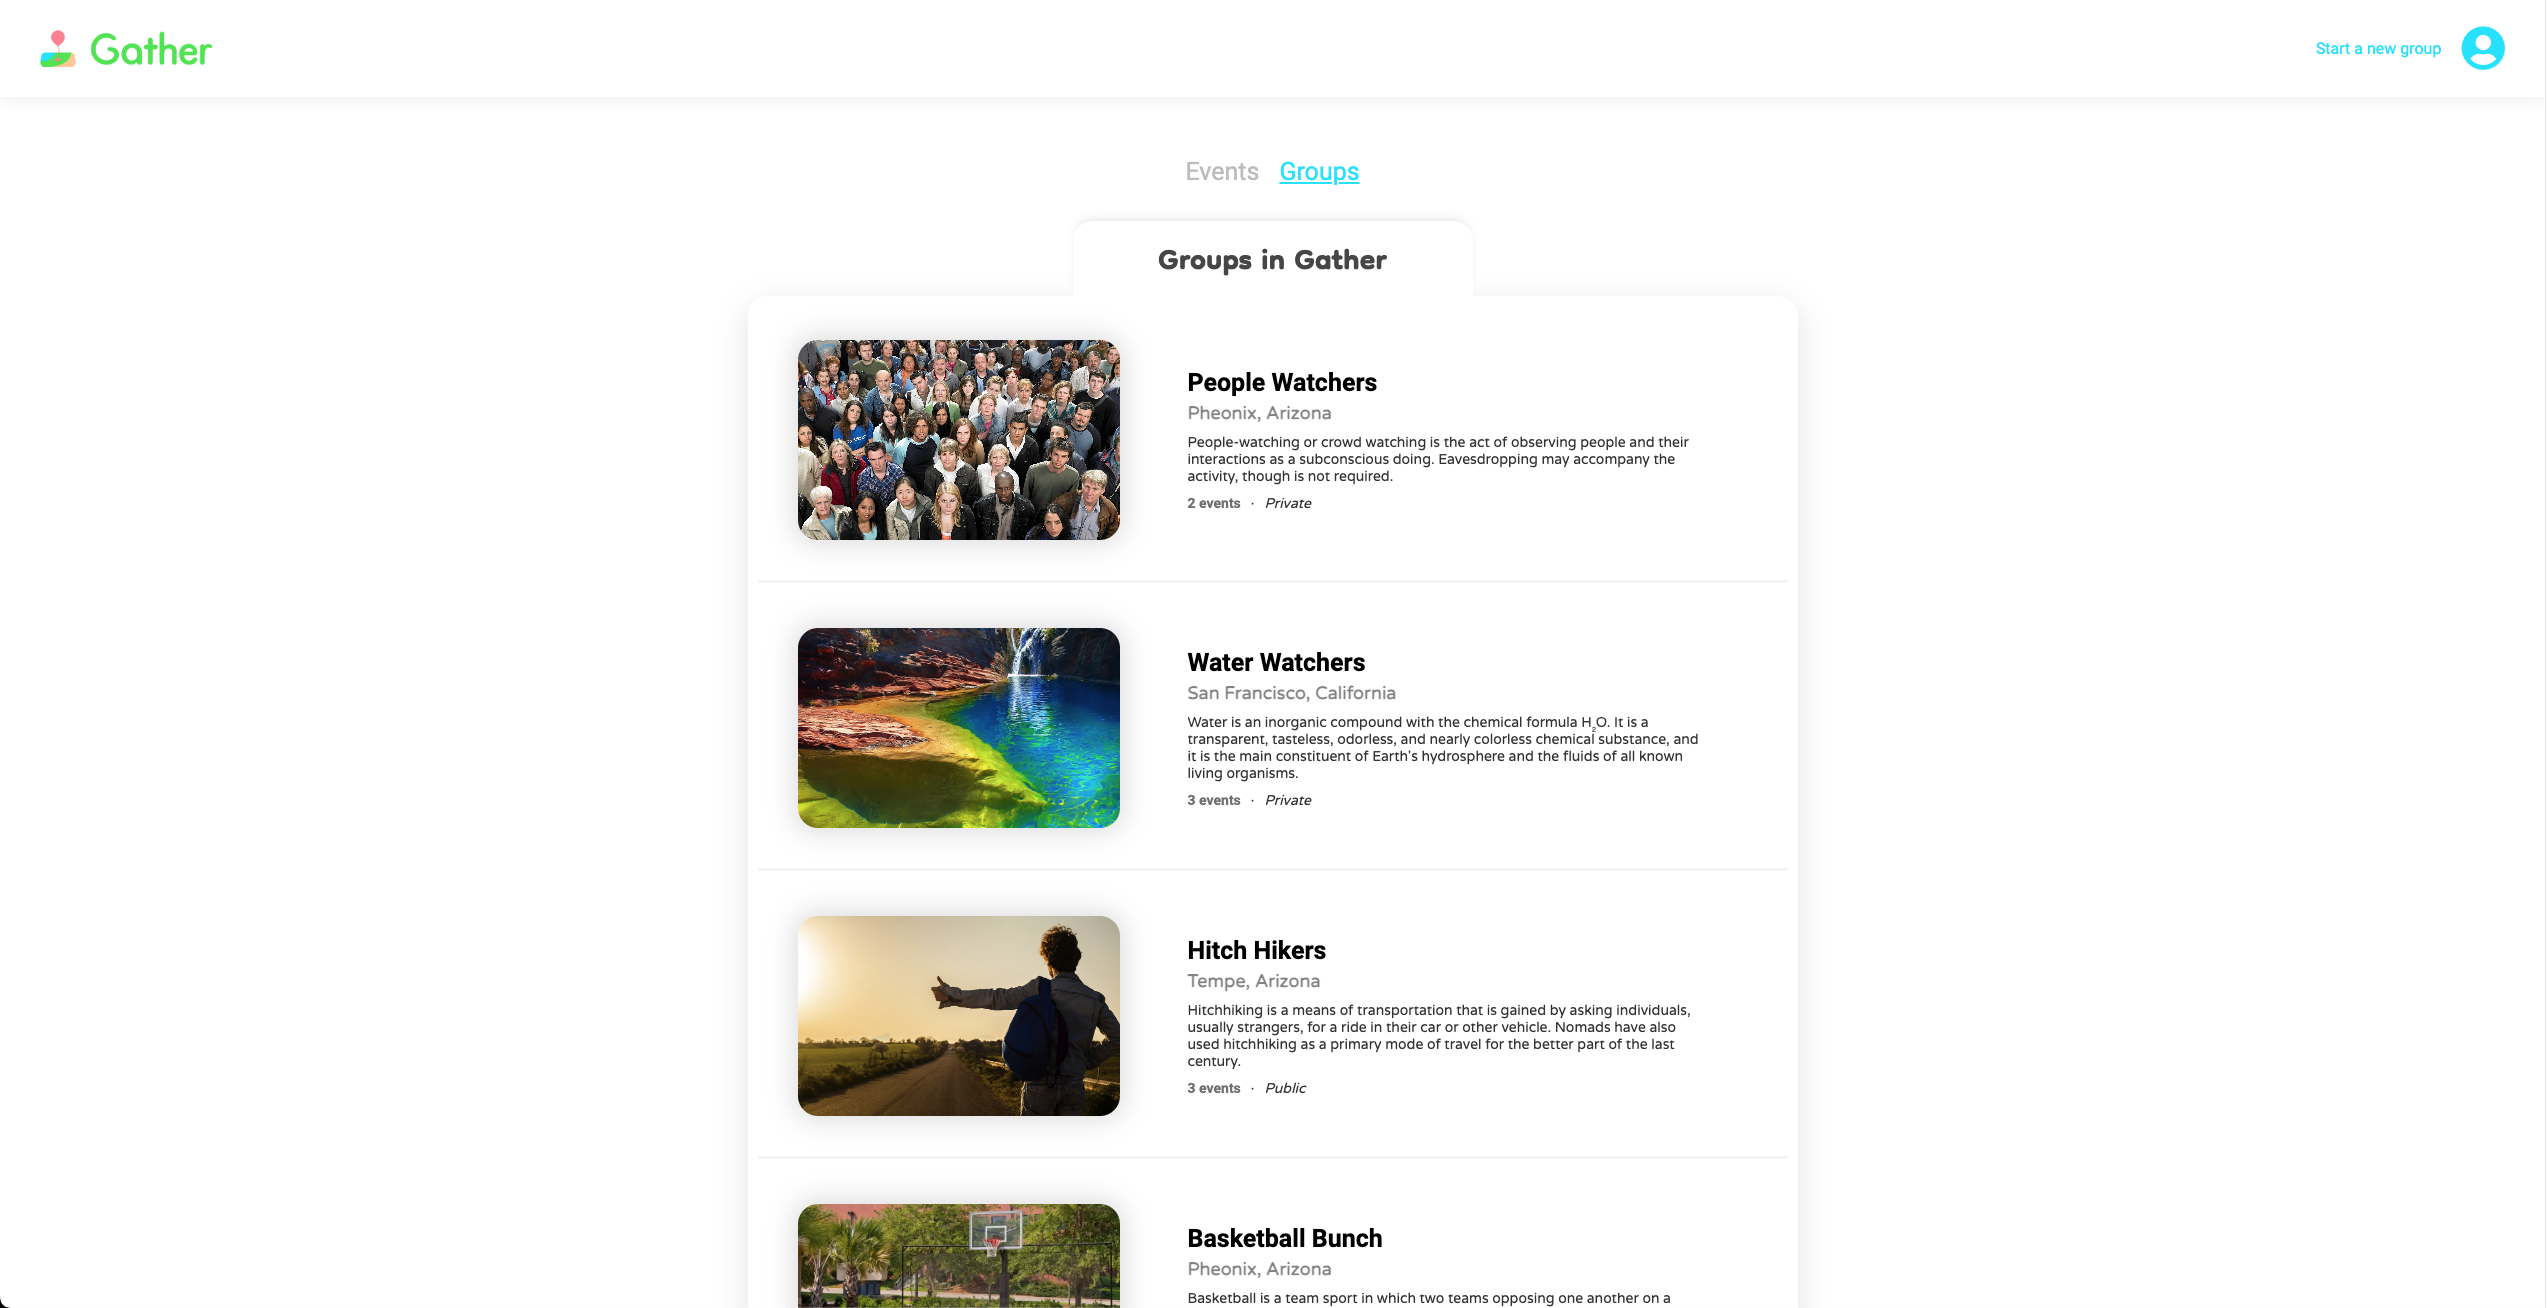 Gather
Start a new group
Events Groups
Groups in Gather
People Watchers
Pheonix, Arizona
People-watching or crowd watching is the act of observing people and their
interactions as a subconscious doing. Eavesdropping may accompany the
activity, though is not required.
2 events · Private
Water Watchers
San Francisco, California
Water is an inorganic compound with the chemical formula H₂O. It is a
transparent, tasteless, odorless, and nearly colorless chemical substance, and
it is the main constituent of Earth's hydrosphere and the fluids of all known
living organisms.
3 events · Private
Hitch Hikers
Tempe, Arizona
Hitchhiking is a means of transportation that is gained by asking individuals,
usually strangers, for a ride in their car or other vehicle. Nomads have also
used hitchhiking as a primary mode of travel for the better part of the last
century.
3 events · Public
Basketball Bunch
Pheonix, Arizona
Basketball is a team sport in which two teams opposing one another on a